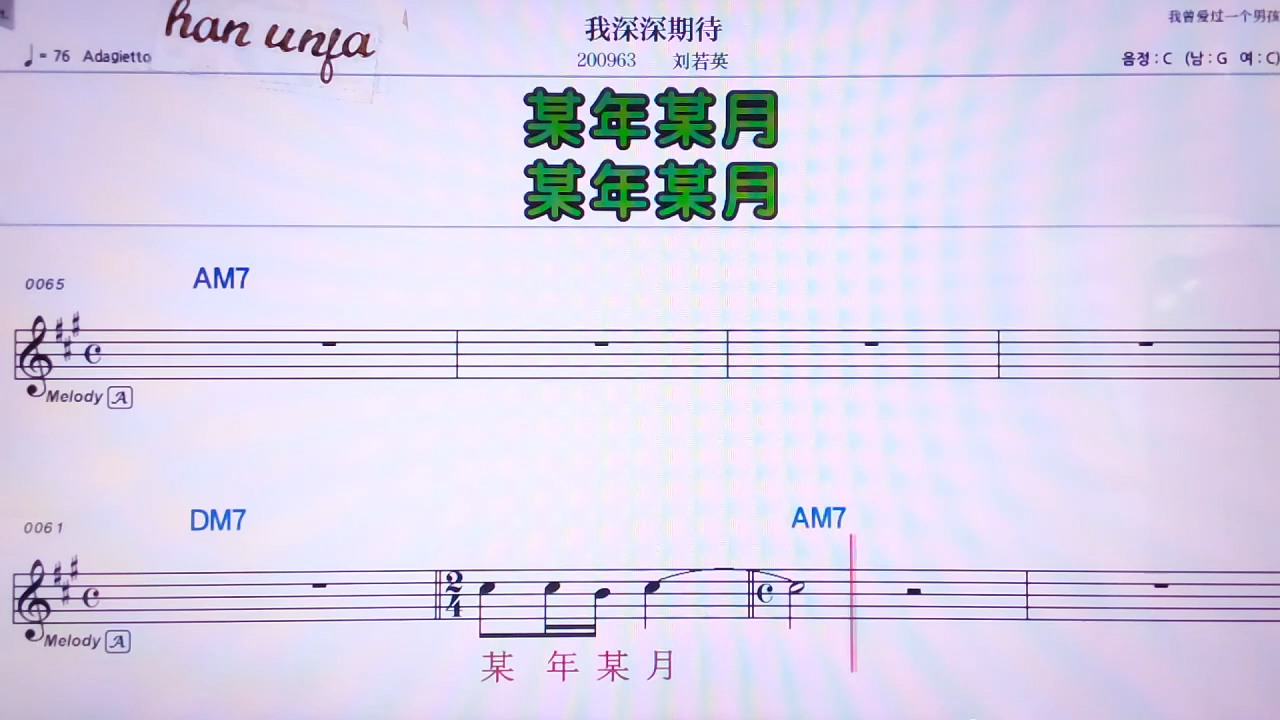 han unja
我深深期待
我曾爱过一个男孩
♩ = 76 Adagietto
200963 刘若英
음정 : C (남 : G 여 : C)
某年某月
某年某月
0065
AM7
Melody A
0061
DM7
AM7
2
4
Melody A
某 年 某 月